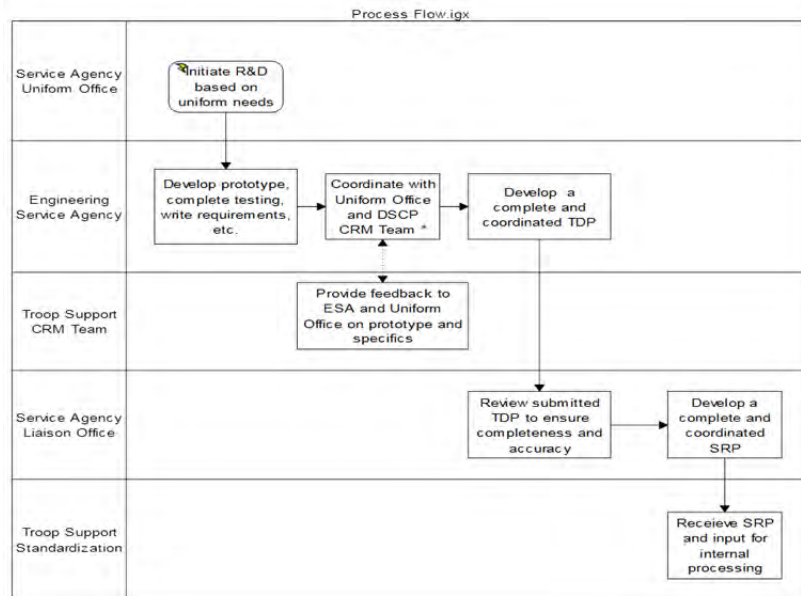 Process Flow.igx
Service Agency
Uniform Office
Initiate R&D
based on
uniform needs
Engineering
Service Agency
Develop prototype,
complete testing,
write requirements,
etc.
Coordinate with
Uniform Office
and DSCP
CRM Team *
Develop a
complete and
coordinated TDP
Troop Support
CRM Team
Provide feedback to
ESA and Uniform
Office on prototype and
specifics
Service Agency
Liaison Office
Review submitted
TDP to ensure
completeness and
accuracy
Develop a
complete and
coordinated
SRP
Troop Support
Standardization
Receieve SRP
and input for
internal
processing